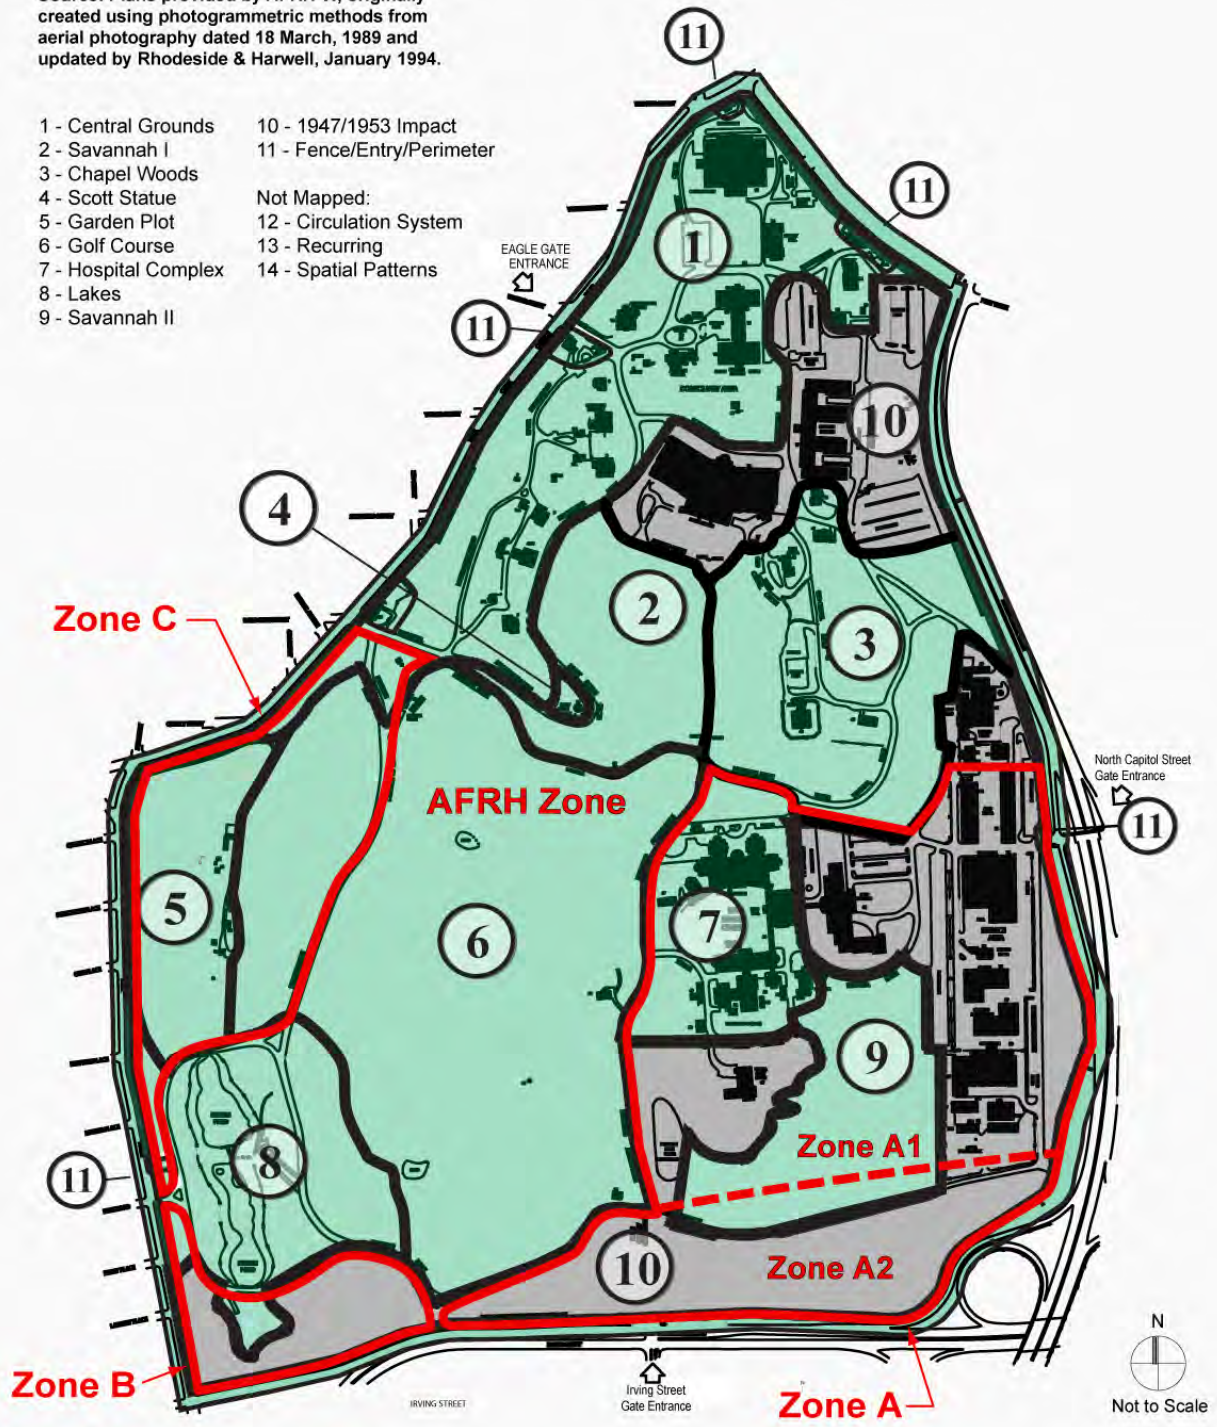 created using photogrammetric methods from
aerial photography dated 18 March, 1989 and
updated by Rhodeside & Harwell, January 1994.
1 - Central Grounds
2 - Savannah I
3 - Chapel Woods
4 - Scott Statue
5 - Garden Plot
6 - Golf Course
7 - Hospital Complex
8 - Lakes
9 - Savannah II
10 - 1947/1953 Impact
11 - Fence/Entry/Perimeter
Not Mapped:
12 - Circulation System
13 - Recurring
14 - Spatial Patterns
11
11
1
EAGLE GATE
ENTRANCE
11
10
4
2
3
Zone C
North Capitol Street
Gate Entrance
11
AFRH Zone
5
6
7
9
8
11
Zone A1
10
Zone A2
Zone B
Irving Street
Gate Entrance
IRVING STREET
Zone A
N
Not to Scale